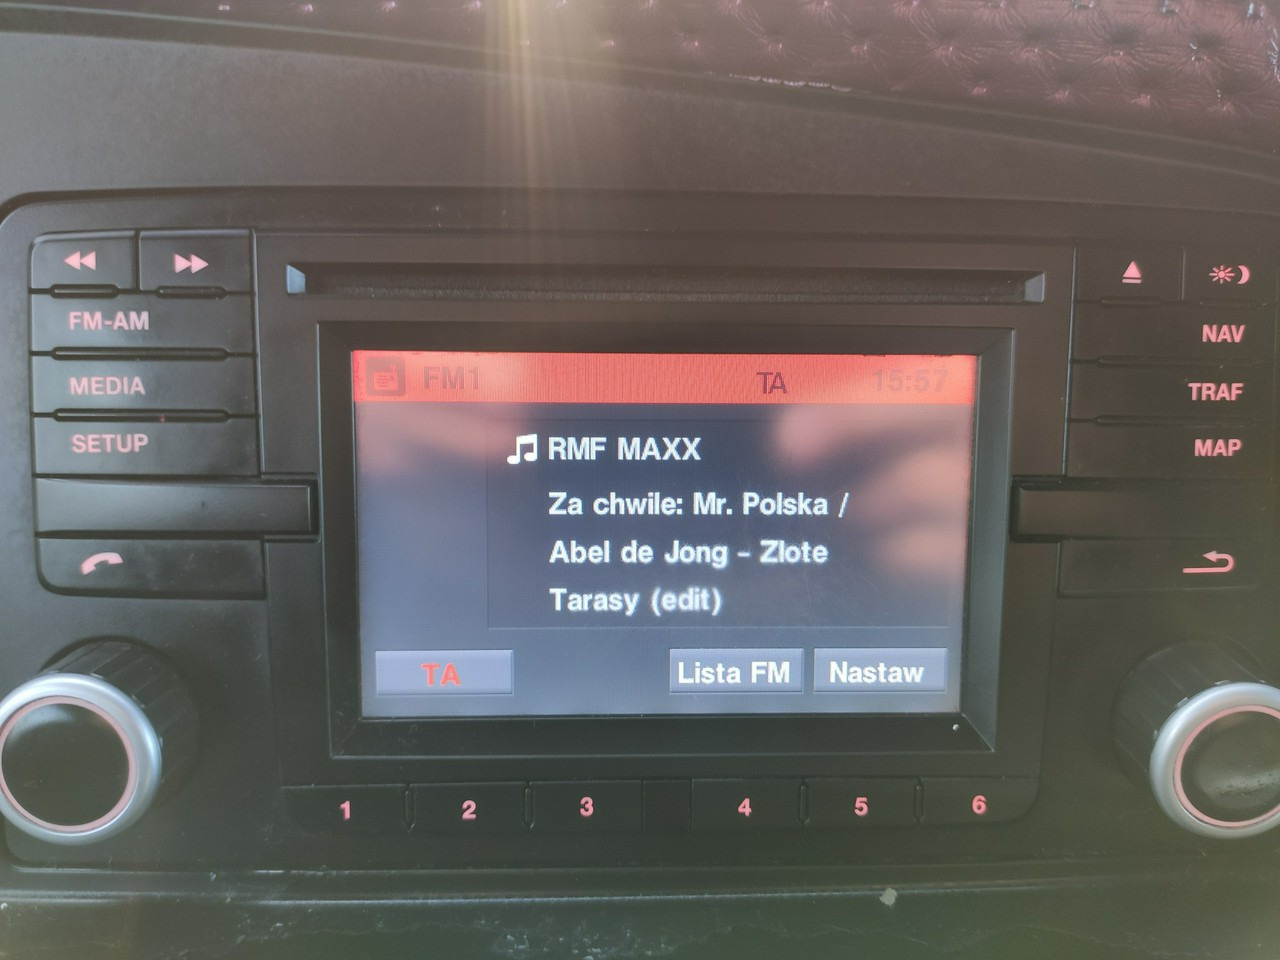 FM-AM
MEDIA
SETUP
NAV
TRAF
MAP
FM1 TA 15:57
RMF MAXX
Za chwile: Mr. Polska /
Abel de Jong - Zlote
Tarasy (edit)
TA Lista FM Nastaw
1 2 3 4 5 6